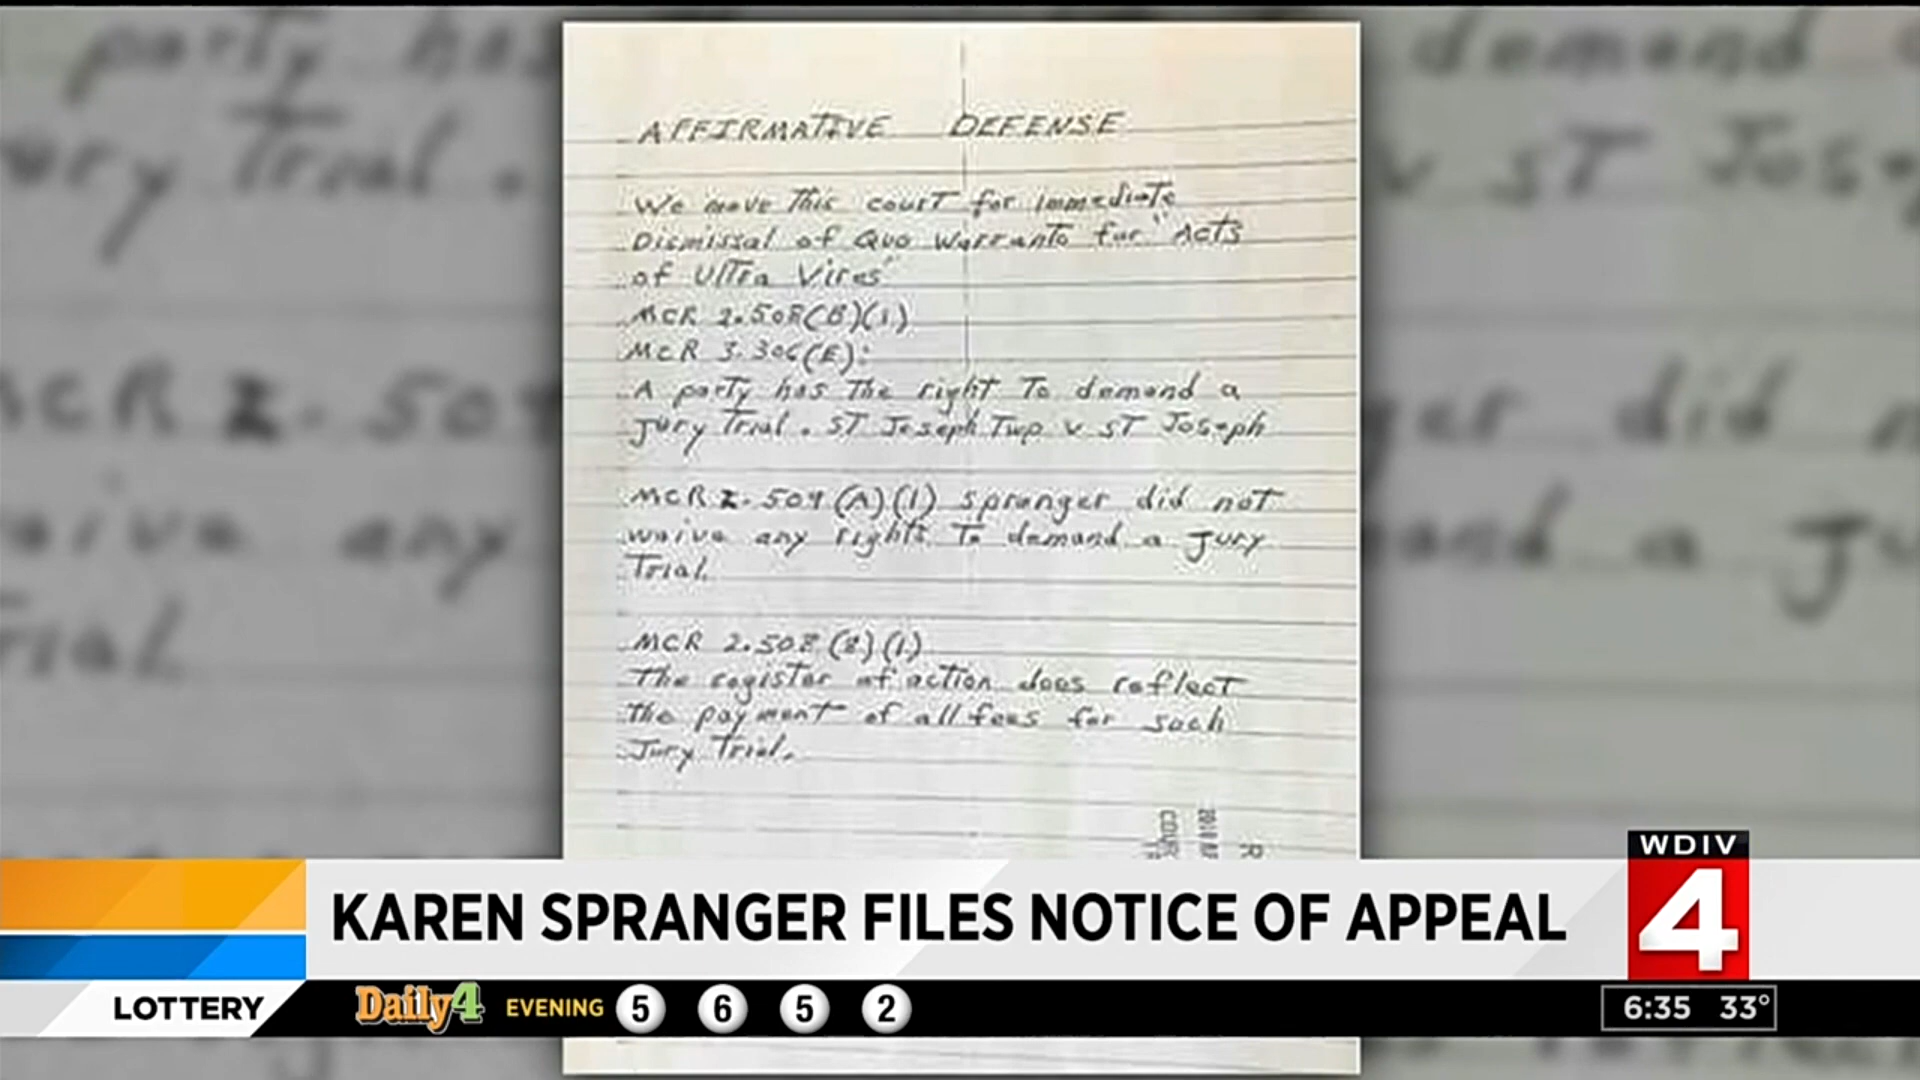 AFFIRMATIVE DEFENSE
We move This court for immediate
Dismissal of Quo Warranto for "Acts
of Ultra Vires"
MCR 2.508(B)(1)
MCR 3.306(E):
A party has The right To demand a
Jury Trial. ST Joseph Twp v ST Joseph
MCR 2.509(A)(1) Spranger did not
waive any rights To demand a Jury
Trial.
MCR 2.508 (1)
The register of action does reflect
The payment of all fees for such
Jury Trial.
KAREN SPRANGER FILES NOTICE OF APPEAL
WDIV
4
LOTTERY Daily 4 EVENING 5 6 5 2
6:35 33°